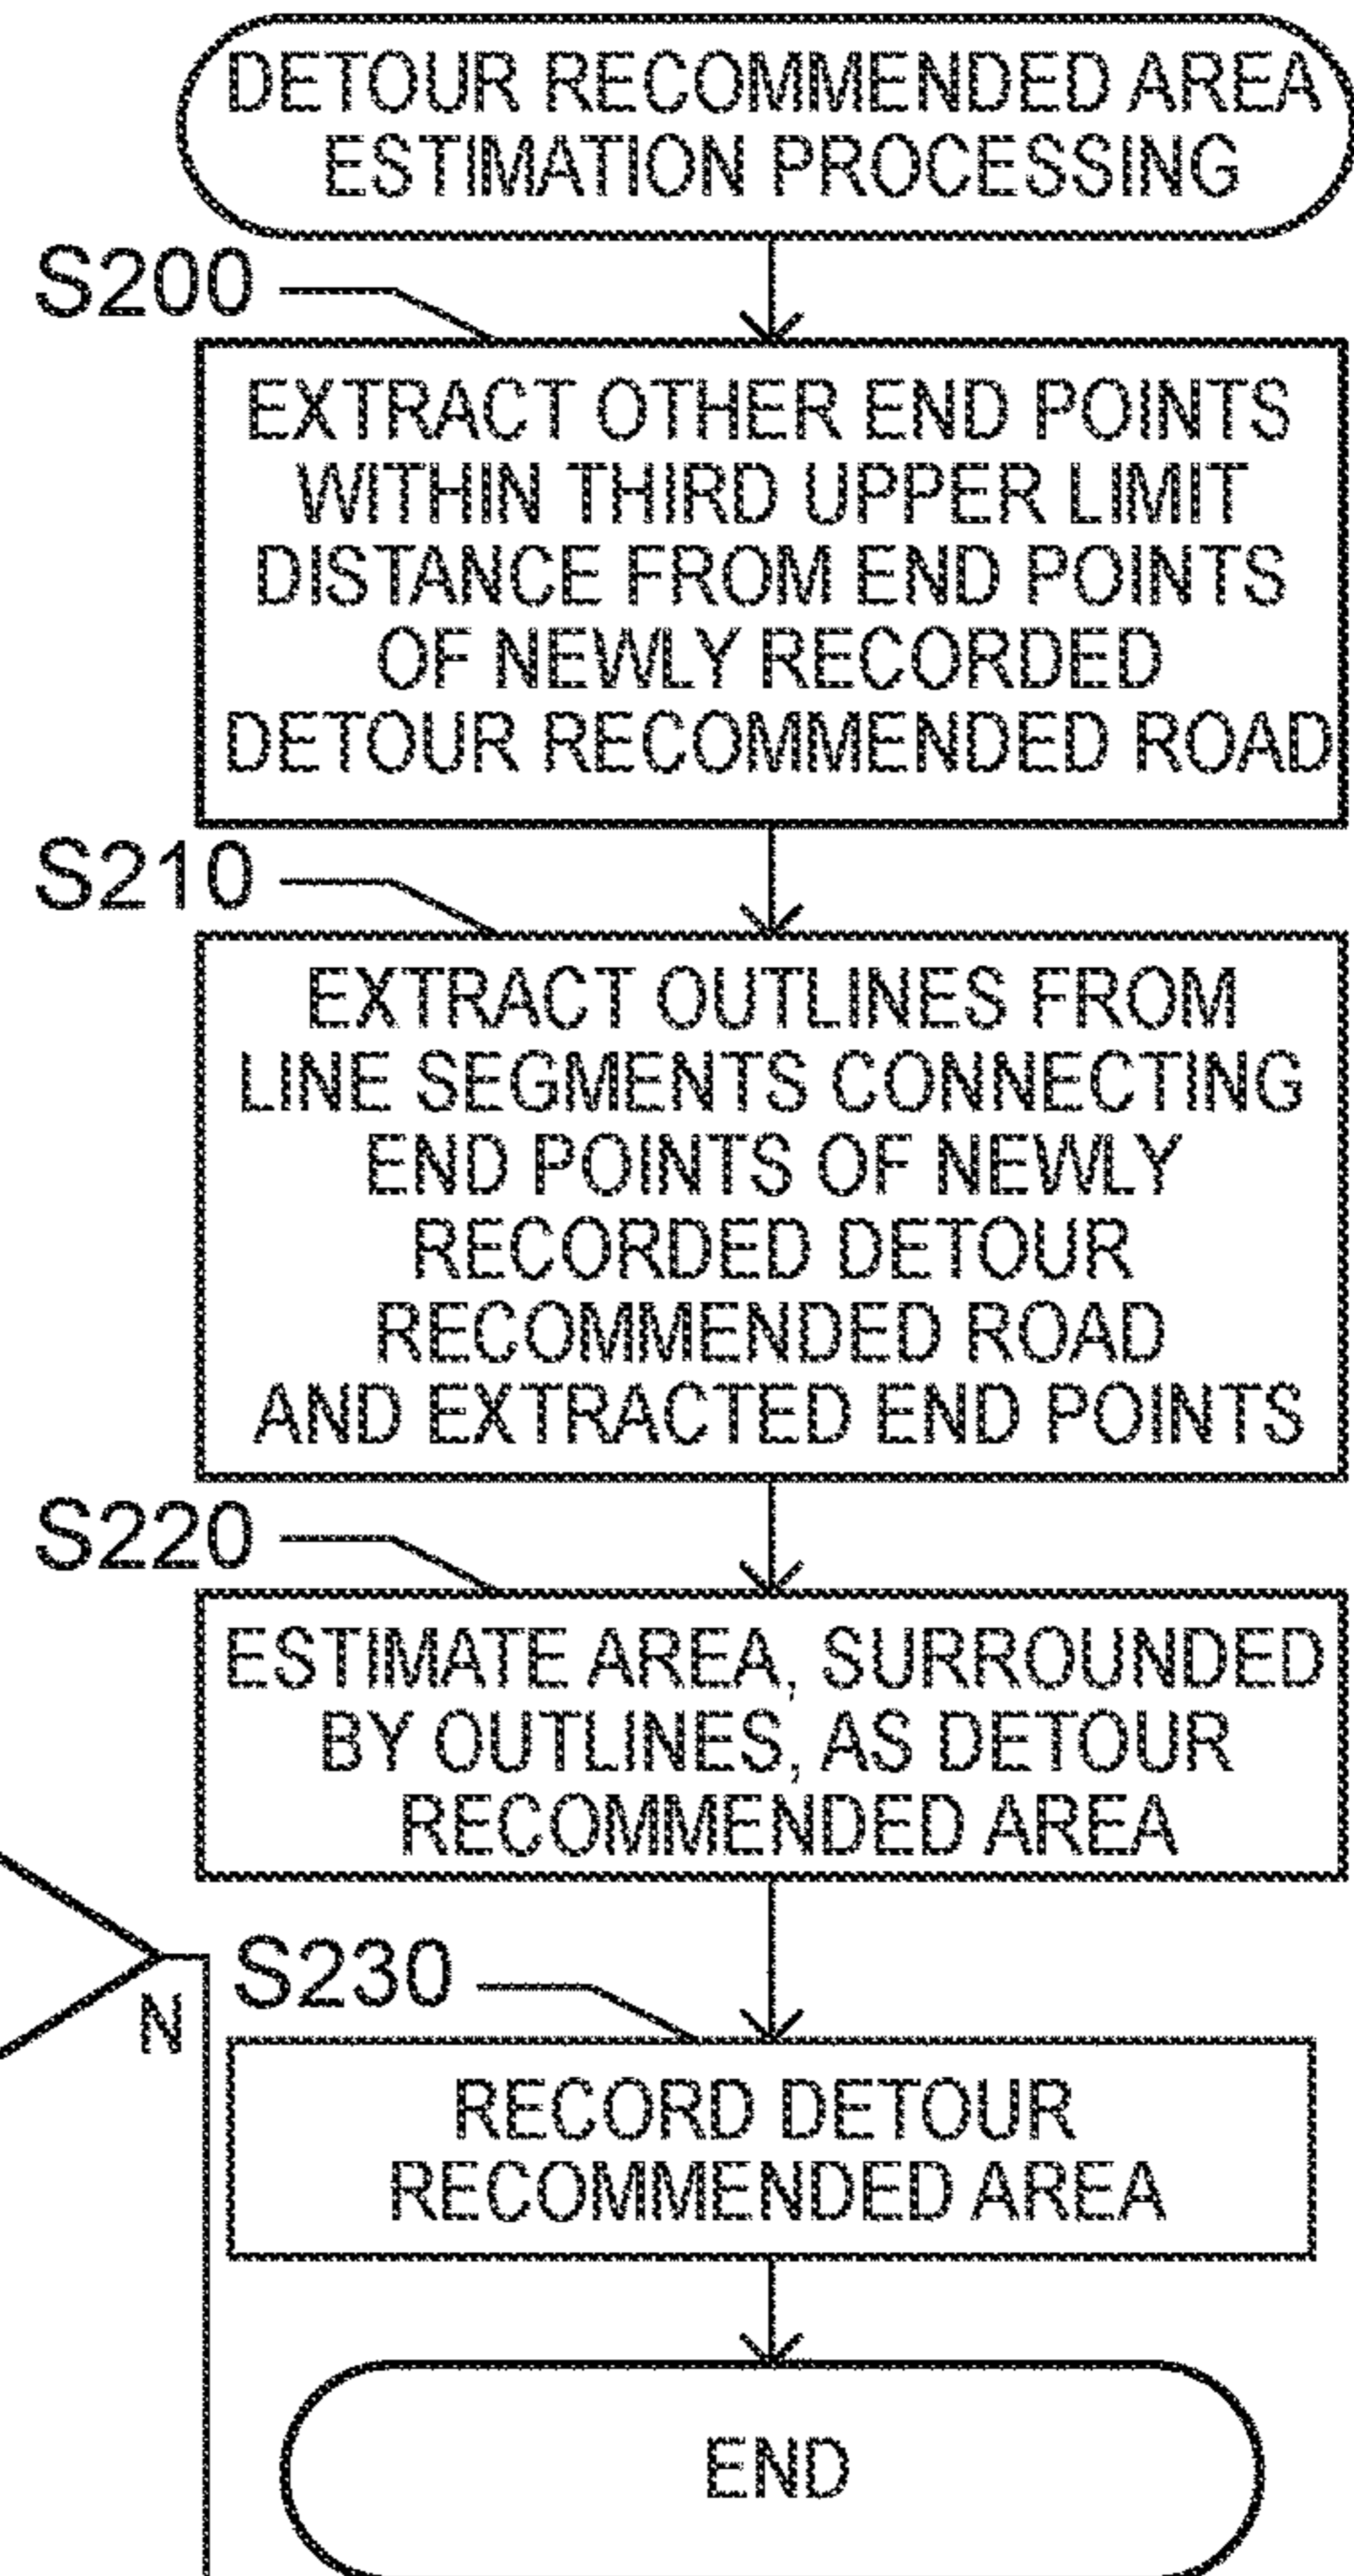 DETOUR RECOMMENDED AREA
ESTIMATION PROCESSING
S200
EXTRACT OTHER END POINTS
WITHIN THIRD UPPER LIMIT
DISTANCE FROM END POINTS
OF NEWLY RECORDED
DETOUR RECOMMENDED ROAD
S210
EXTRACT OUTLINES FROM
LINE SEGMENTS CONNECTING
END POINTS OF NEWLY
RECORDED DETOUR
RECOMMENDED ROAD
AND EXTRACTED END POINTS
S220
ESTIMATE AREA, SURROUNDED
BY OUTLINES, AS DETOUR
RECOMMENDED AREA
S230
N
RECORD DETOUR
RECOMMENDED AREA
END